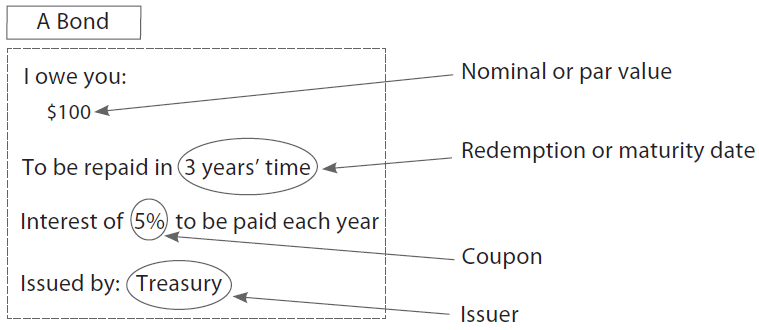 A Bond
I owe you:
$100
Nominal or par value
To be repaid in 3 years’ time
Redemption or maturity date
Interest of 5% to be paid each year
Coupon
Issued by: Treasury
Issuer